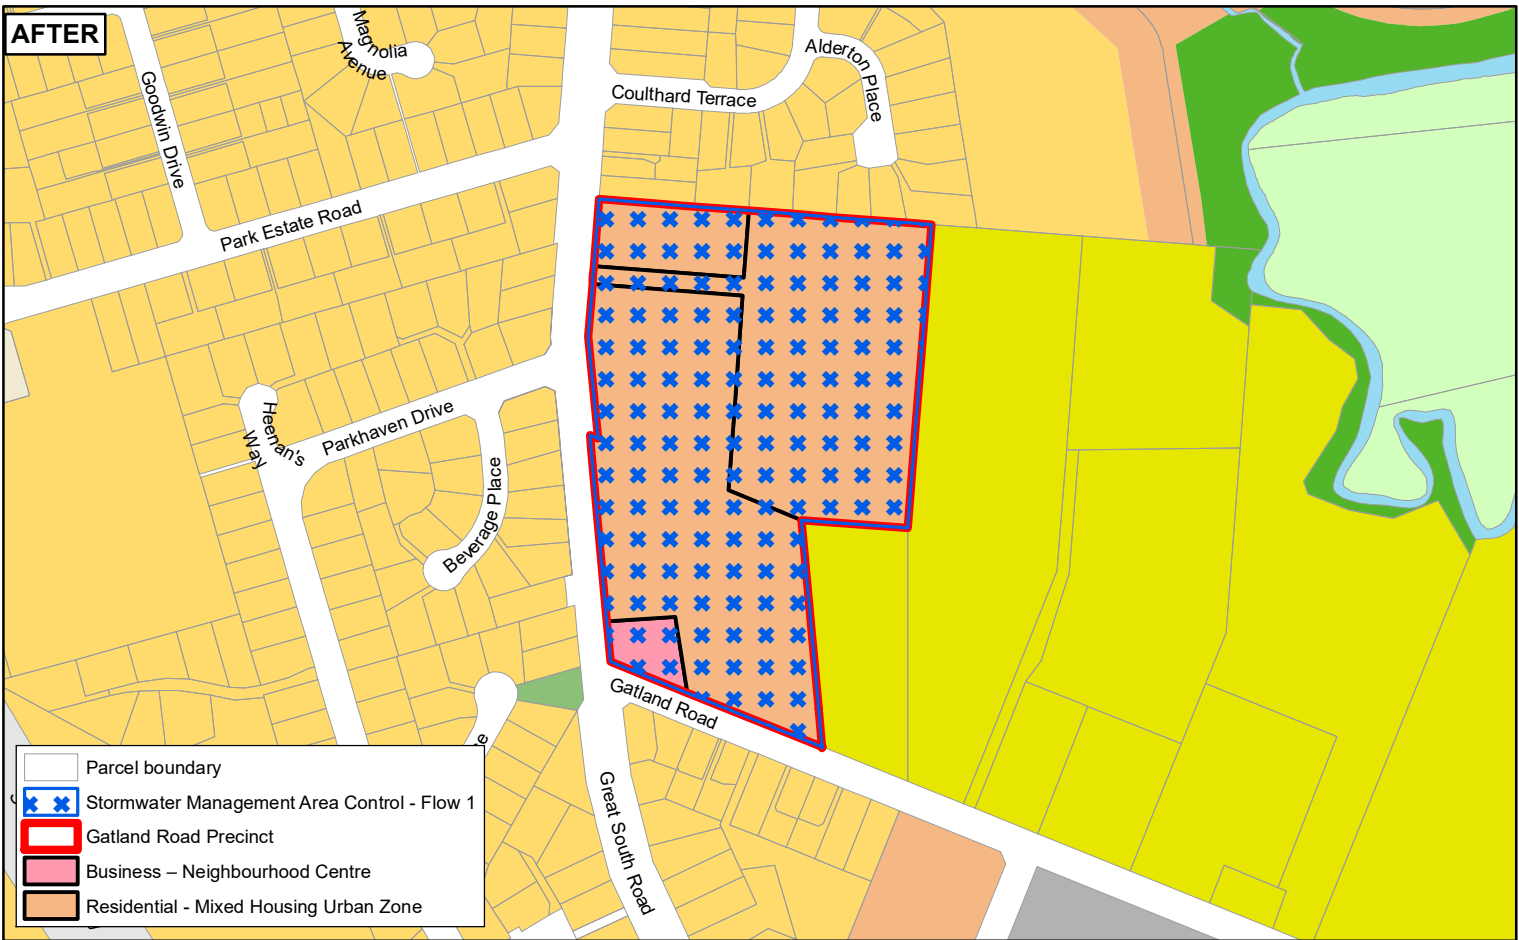 AFTER
Magnolia
Avenue
Alderton Place
Goodwin Drive
Coulthard Terrace
Park Estate Road
Heenan's
Way
Parkhaven Drive
Beverage Place
Gatland Road
Great South Road
Parcel boundary
Stormwater Management Area Control - Flow 1
Gatland Road Precinct
Business – Neighbourhood Centre
Residential - Mixed Housing Urban Zone